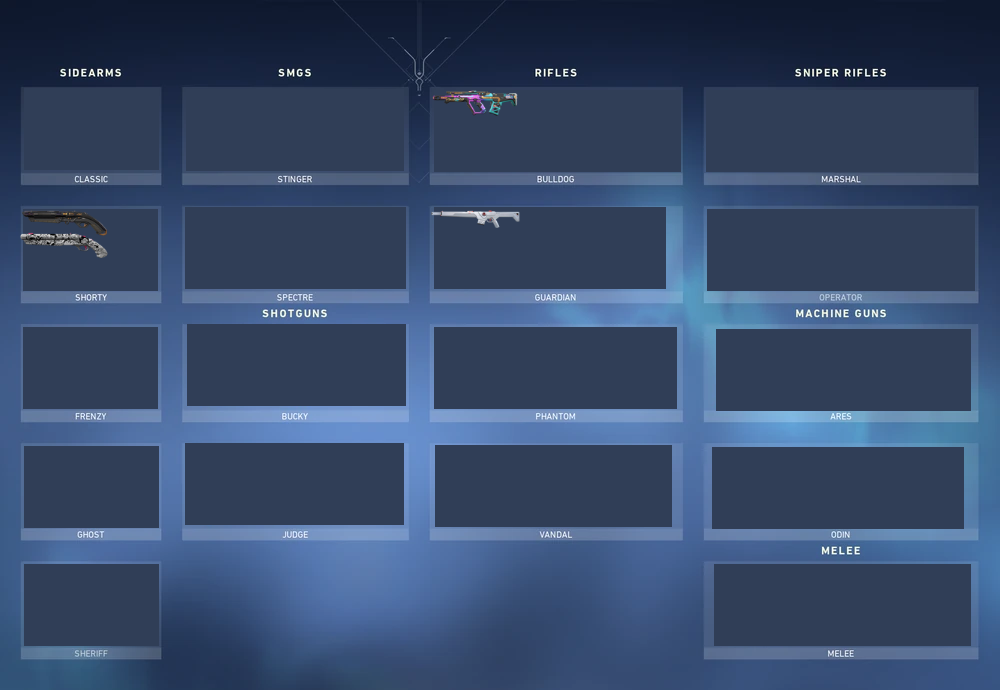 SIDEARMS
SMGS
RIFLES
SNIPER RIFLES
CLASSIC
STINGER
BULLDOG
MARSHAL
SHORTY
SPECTRE
GUARDIAN
OPERATOR
SHOTGUNS
MACHINE GUNS
FRENZY
BUCKY
PHANTOM
ARES
GHOST
JUDGE
VANDAL
ODIN
MELEE
SHERIFF
MELEE